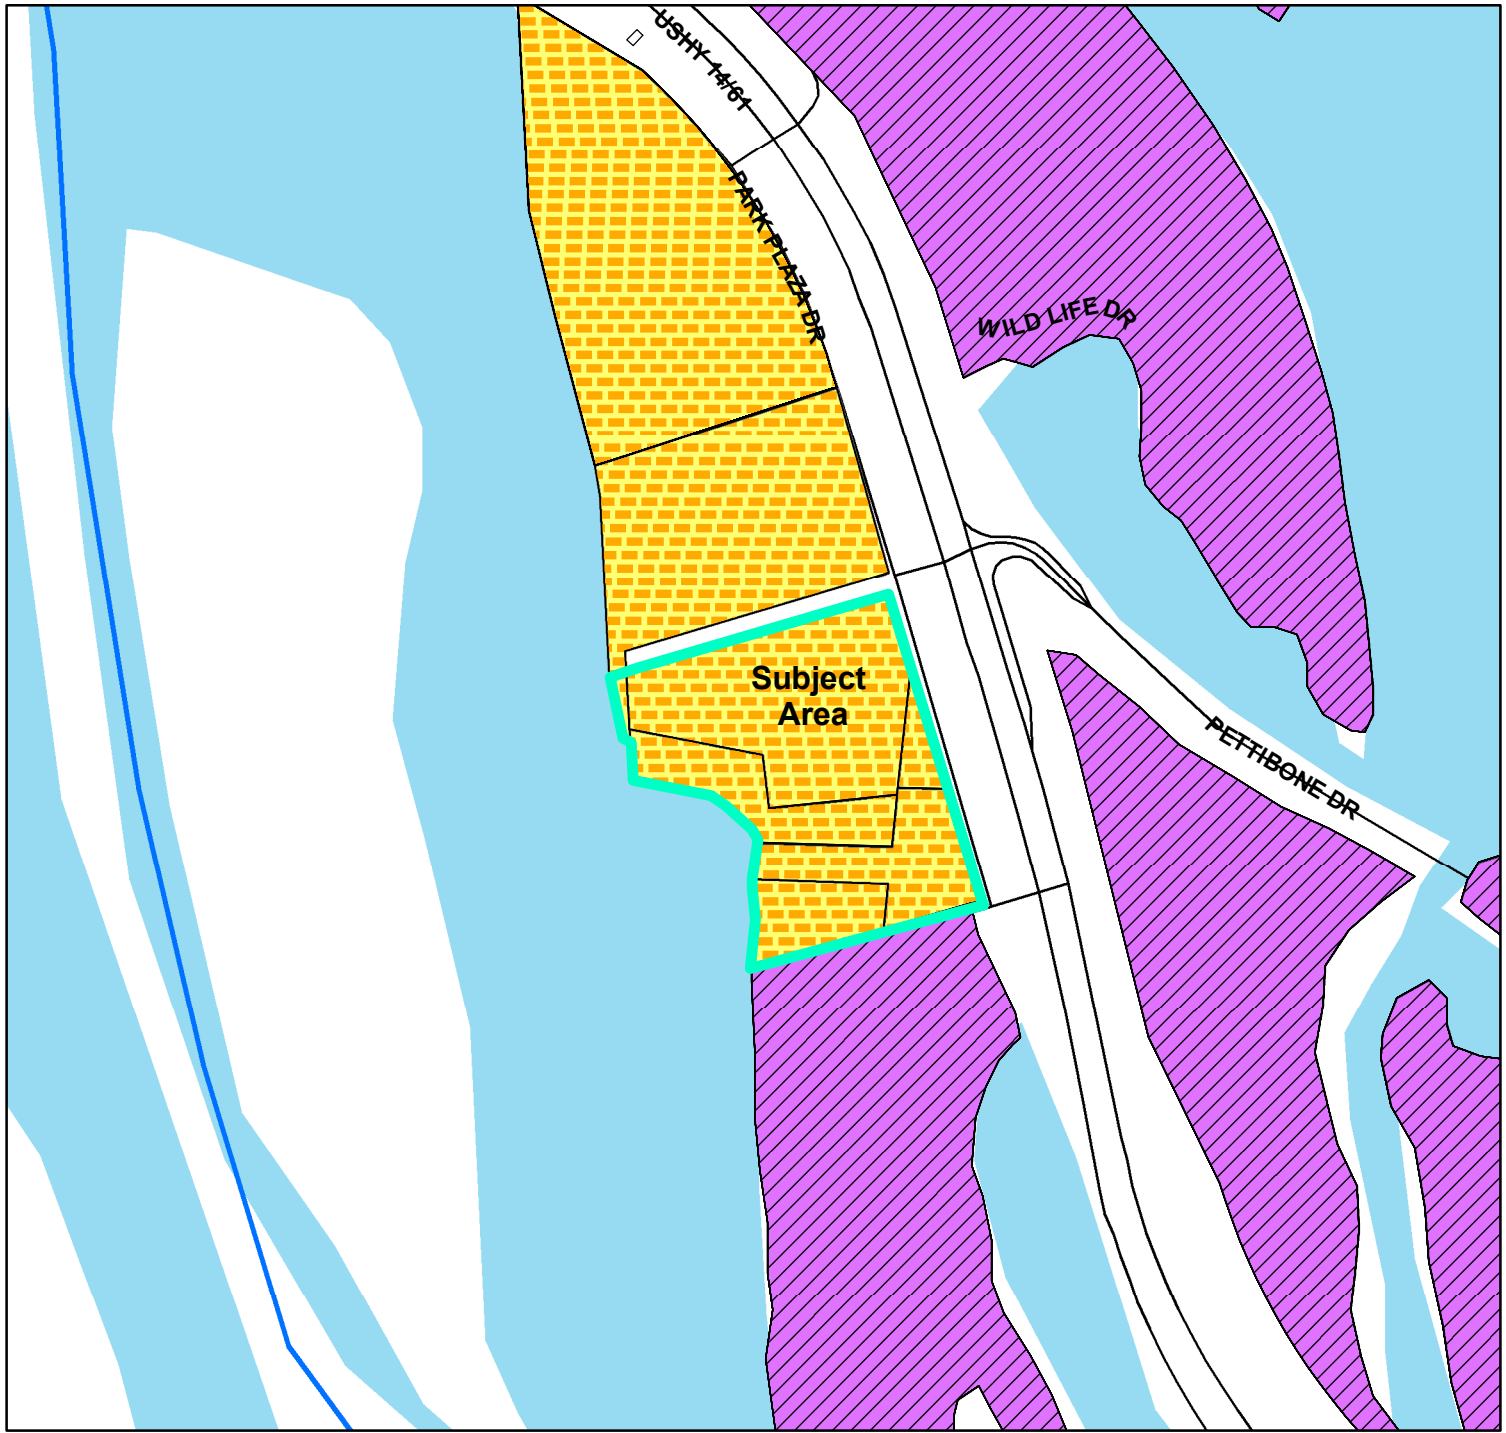 USHY 14/61
PARK PLAZA DR
WILD LIFE DR
Subject
Area
PETTIBONE DR